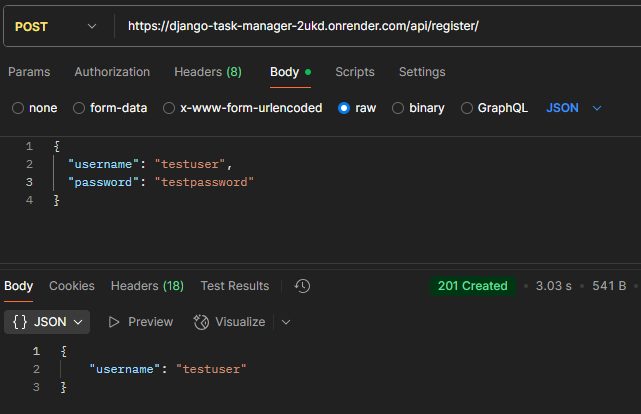 POST https://django-task-manager-2ukd.onrender.com/api/register/
Params Authorization Headers (8) Body Scripts Settings
none form-data x-www-form-urlencoded raw binary GraphQL JSON
1 {
2 "username": "testuser",
3 "password": "testpassword"
4 }
Body Cookies Headers (18) Test Results 201 Created • 3.03 s • 541 B •
{} JSON Preview Visualize
1 {
2 "username": "testuser"
3 }